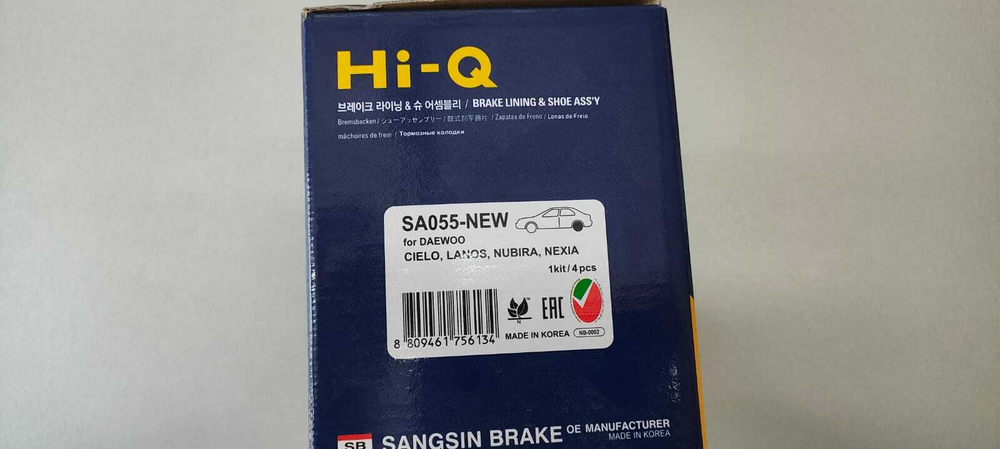 Hi-Q
브레이크 라이닝 & 슈 어셈블리 / BRAKE LINING & SHOE ASS'Y
Bremsbacken / シューアッセンブリー / 鼓式刹车蹄片 / Zapatas de Freno / Lonas de Freio
mâchoires de frein / Тормозные колодки
SA055-NEW
for DAEWOO
CIELO, LANOS, NUBIRA, NEXIA
1kit / 4 pcs
N
EAC
8 809461 756134
MADE IN KOREA
NB-0002
SB
SANGSIN BRAKE OE MANUFACTURER
MADE IN KOREA